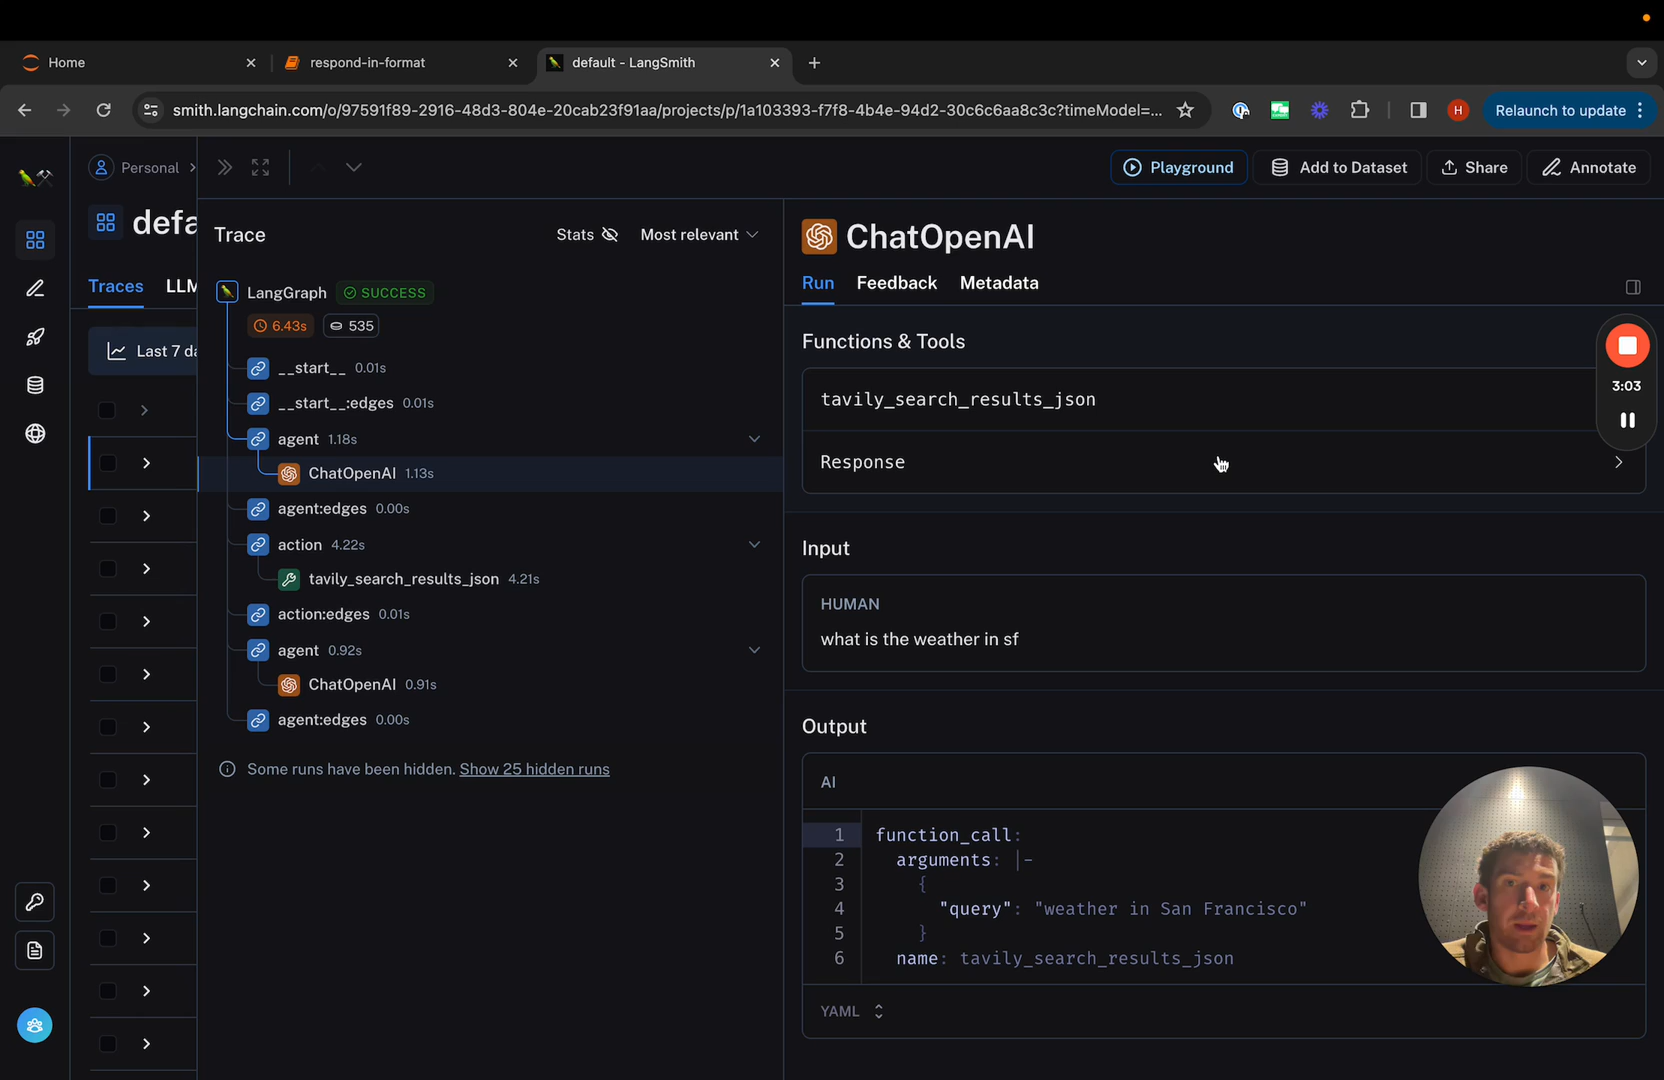 Home
respond-in-format
default - LangSmith
smith.langchain.com/o/97591f89-2916-48d3-804e-20cab23f91aa/projects/p/1a103393-f7f8-4b4e-94d2-30c6c6aa8c3c?timeModel=...
H
Relaunch to update
Personal
Playground
Add to Dataset
Share
Annotate
defa
Traces
LLM
Last 7 da
Trace
Stats
Most relevant
LangGraph
SUCCESS
6.43s
535
__start__ 0.01s
__start__:edges 0.01s
agent 1.18s
ChatOpenAI 1.13s
agent:edges 0.00s
action 4.22s
tavily_search_results_json 4.21s
action:edges 0.01s
agent 0.92s
ChatOpenAI 0.91s
agent:edges 0.00s
Some runs have been hidden. Show 25 hidden runs
ChatOpenAI
Run
Feedback
Metadata
Functions & Tools
tavily_search_results_json
Response
3:03
Input
HUMAN
what is the weather in sf
Output
AI
1 function_call:
2 arguments: |-
3 {
4 "query": "weather in San Francisco"
5 }
6 name: tavily_search_results_json
YAML